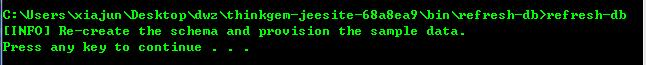 C:\Users\xiajun\Desktop\dwz\thinkgem-jeesite-68a8ea9\bin\refresh-db>refresh-db
[INFO] Re-create the schema and provision the sample data.
Press any key to continue . . .